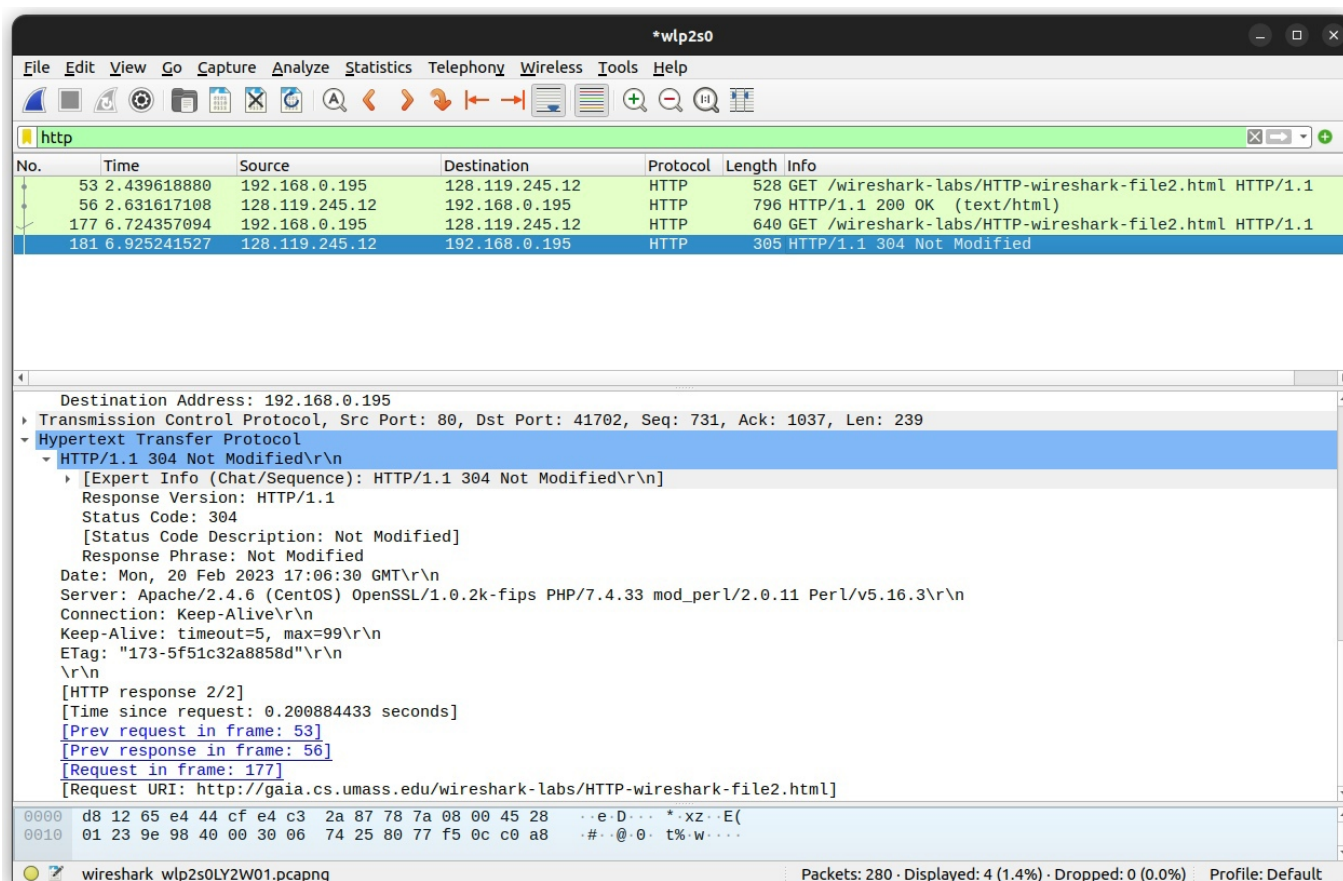 *wlp2s0
File Edit View Go Capture Analyze Statistics Telephony Wireless Tools Help
http
No. Time Source Destination Protocol Length Info
53 2.439618880 192.168.0.195 128.119.245.12 HTTP 528 GET /wireshark-labs/HTTP-wireshark-file2.html HTTP/1.1
56 2.631617108 128.119.245.12 192.168.0.195 HTTP 796 HTTP/1.1 200 OK (text/html)
177 6.724357094 192.168.0.195 128.119.245.12 HTTP 640 GET /wireshark-labs/HTTP-wireshark-file2.html HTTP/1.1
181 6.925241527 128.119.245.12 192.168.0.195 HTTP 305 HTTP/1.1 304 Not Modified
Destination Address: 192.168.0.195
Transmission Control Protocol, Src Port: 80, Dst Port: 41702, Seq: 731, Ack: 1037, Len: 239
Hypertext Transfer Protocol
HTTP/1.1 304 Not Modified\r\n
[Expert Info (Chat/Sequence): HTTP/1.1 304 Not Modified\r\n]
Response Version: HTTP/1.1
Status Code: 304
[Status Code Description: Not Modified]
Response Phrase: Not Modified
Date: Mon, 20 Feb 2023 17:06:30 GMT\r\n
Server: Apache/2.4.6 (CentOS) OpenSSL/1.0.2k-fips PHP/7.4.33 mod_perl/2.0.11 Perl/v5.16.3\r\n
Connection: Keep-Alive\r\n
Keep-Alive: timeout=5, max=99\r\n
ETag: "173-5f51c32a8858d"\r\n
\r\n
[HTTP response 2/2]
[Time since request: 0.200884433 seconds]
[Prev request in frame: 53]
[Prev response in frame: 56]
[Request in frame: 177]
[Request URI: http://gaia.cs.umass.edu/wireshark-labs/HTTP-wireshark-file2.html]
0000 d8 12 65 e4 44 cf e4 c3 2a 87 78 7a 08 00 45 28 ··e·D··· *·xz··E(
0010 01 23 9e 98 40 00 30 06 74 25 80 77 f5 0c c0 a8 ·#··@·0· t%·w····
wireshark_wlp2s0LY2W01.pcapng Packets: 280 · Displayed: 4 (1.4%) · Dropped: 0 (0.0%) Profile: Default